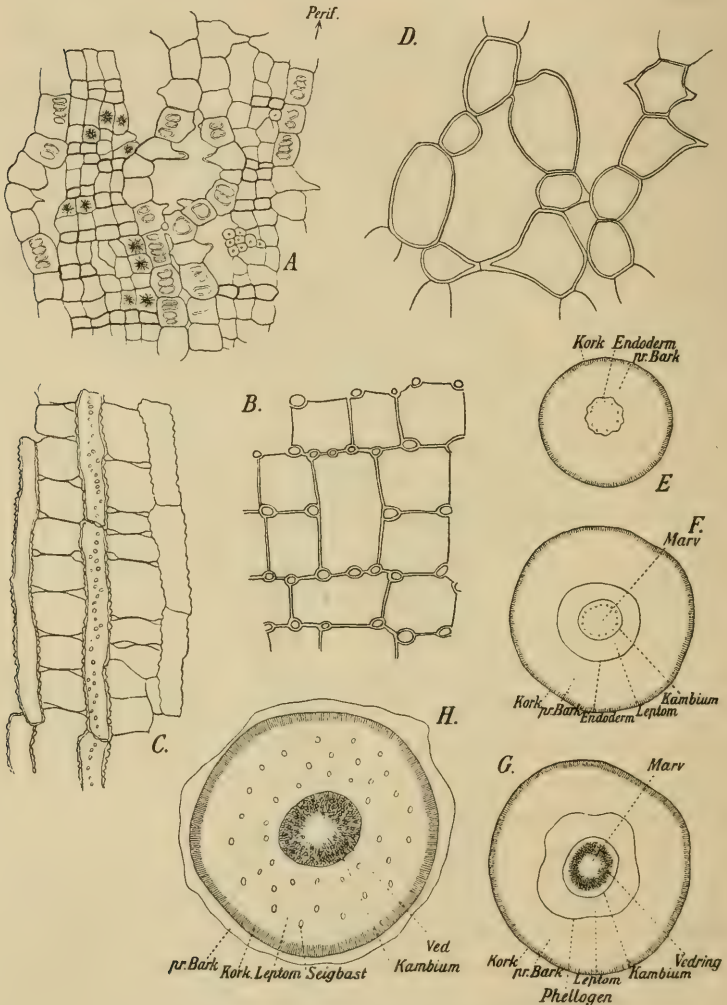 Perif.
D.
A
Kork Endoderm
pr. Bark
E
B.
F.
Marv
Kork pr. Bark Endoderm Leptom Kambium
C.
H.
G.
Marv
pr. Bark Kork Leptom Seigbast Kambium Ved
Kork pr. Bark Phellogen Leptom Kambium Vedring